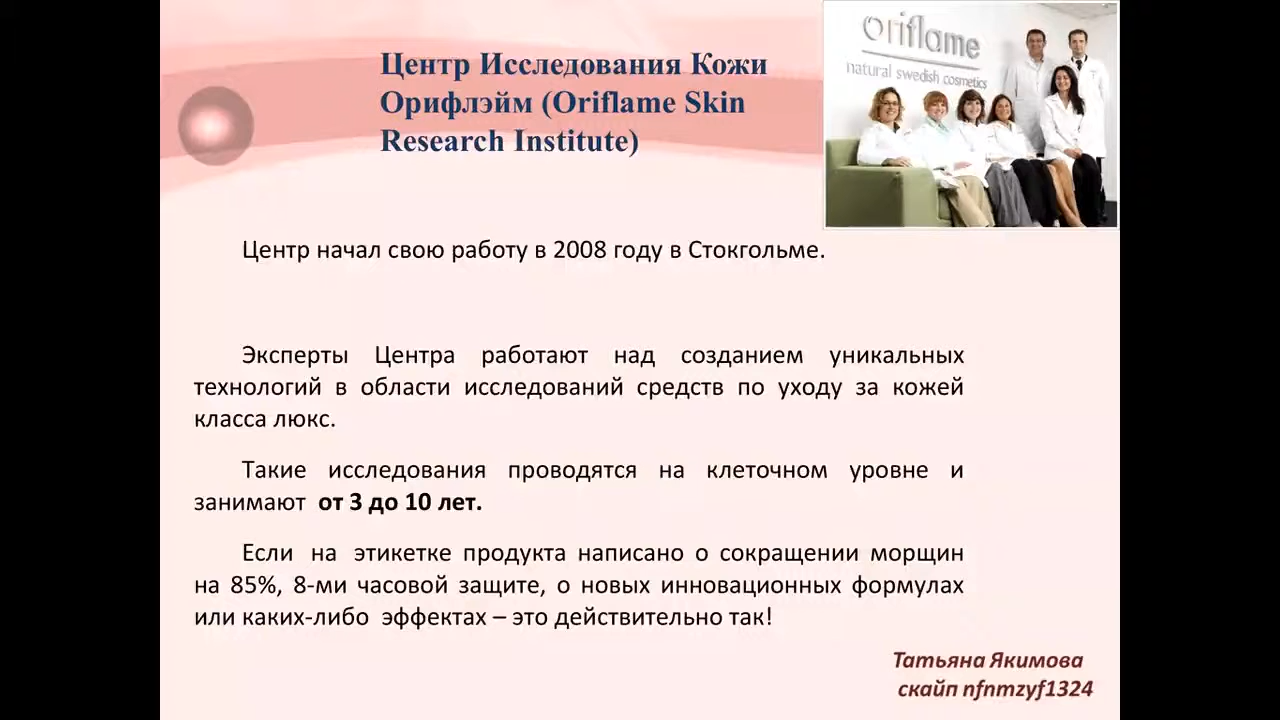 Центр Исследования Кожи
Орифлэйм (Oriflame Skin
Research Institute)
oriflame
natural swedish cosmetics
Центр начал свою работу в 2008 году в Стокгольме.
Эксперты Центра работают над созданием уникальных
технологий в области исследований средств по уходу за кожей
класса люкс.
Такие исследования проводятся на клеточном уровне и
занимают от 3 до 10 лет.
Если на этикетке продукта написано о сокращении морщин
на 85%, 8-ми часовой защите, о новых инновационных формулах
или каких-либо эффектах – это действительно так!
Татьяна Якимова
скайп nfnmzyf1324